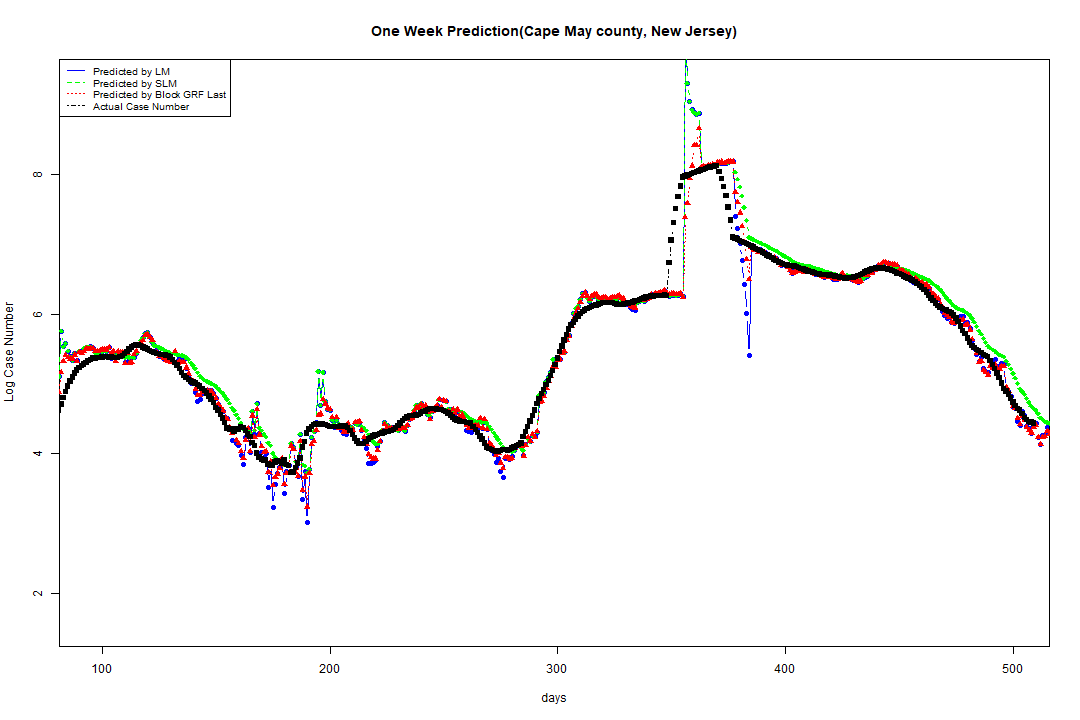 One Week Prediction(Cape May county, New Jersey)
Predicted by LM
Predicted by SLM
Predicted by Block GRF Last
Actual Case Number
Log Case Number
8
6
4
2
100 200 300 400 500
days